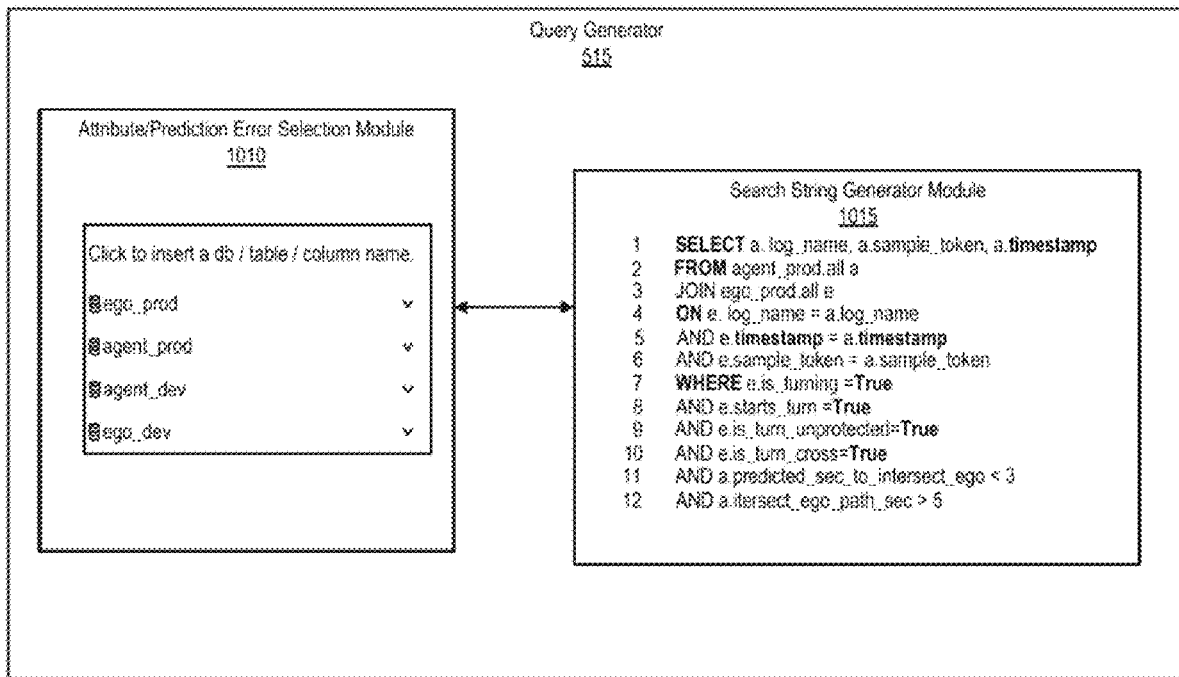 Query Generator
515
Attribute/Prediction Error Selection Module
1010
Click to insert a db / table / column name.
ego_prod
agent_prod
agent_dev
ego_dev
Search String Generator Module
1015
1 SELECT a. log_name, a.sample_token, a.timestamp
2 FROM agent_prod.all a
3 JOIN ego_prod.all e
4 ON e. log_name = a.log_name
5 AND e.timestamp = a.timestamp
6 AND e.sample_token = a.sample_token
7 WHERE e.is_turning =True
8 AND e.starts_turn =True
9 AND e.is_turn_unprotected=True
10 AND e.is_turn_cross=True
11 AND a.predicted_sec_to_intersect_ego < 3
12 AND a.itersect_ego_path_sec > 5